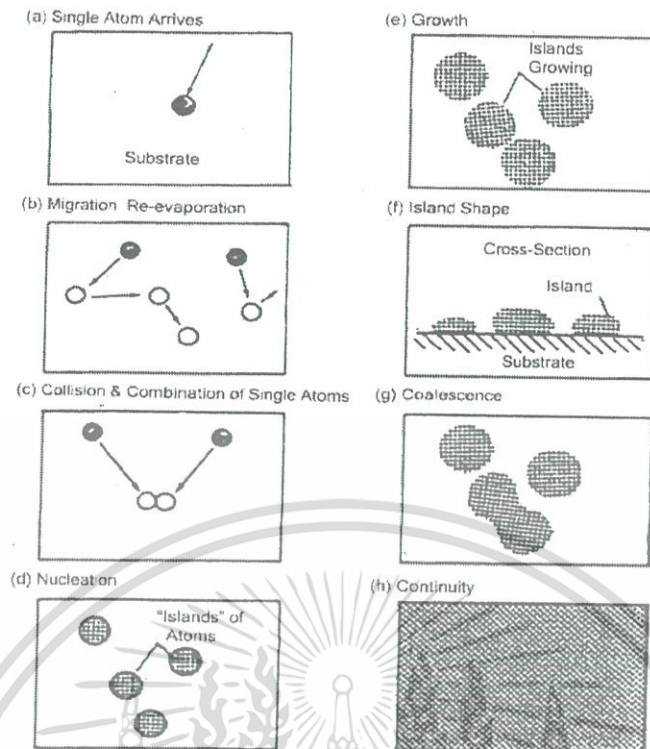 (a) Single Atom Arrives
Substrate
(b) Migration Re-evaporation
(c) Collision & Combination of Single Atoms
(d) Nucleation
"Islands" of
Atoms
(e) Growth
Islands
Growing
(f) Island Shape
Cross-Section
Island
Substrate
(g) Coalescence
(h) Continuity